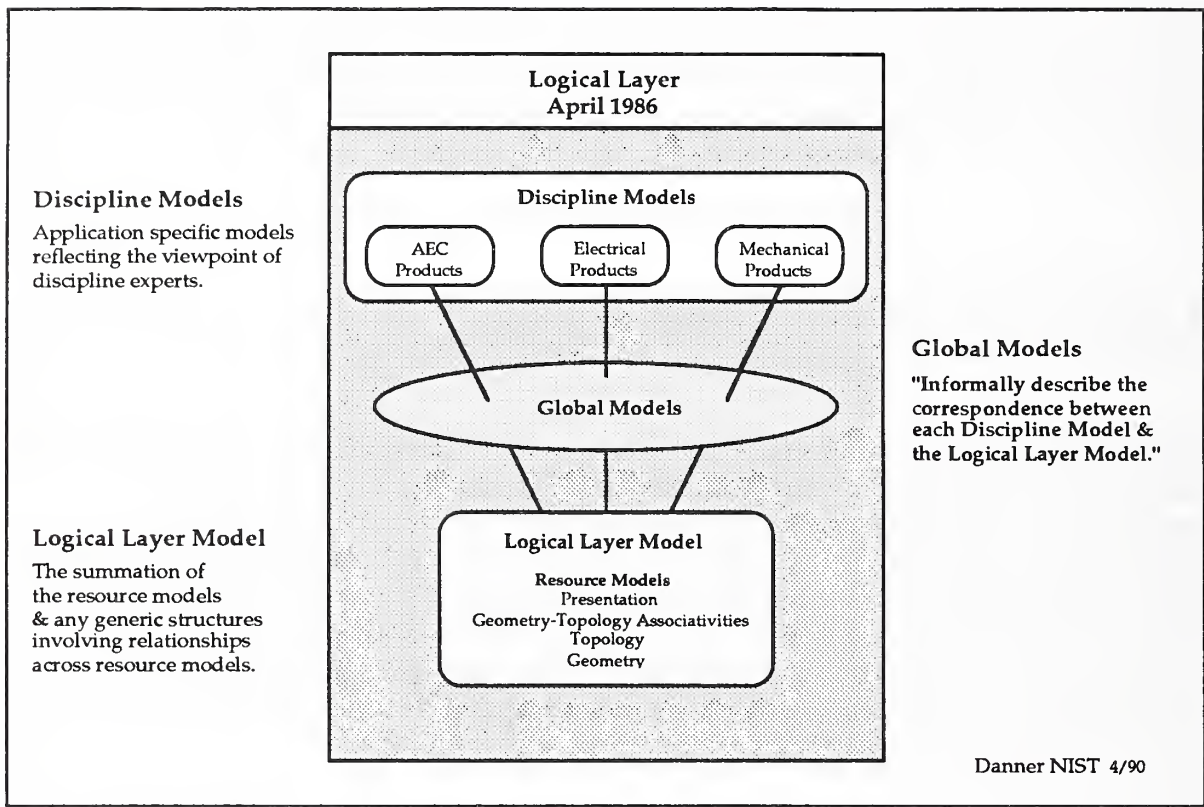 Logical Layer
April 1986
Discipline Models
Application specific models
reflecting the viewpoint of
discipline experts.
Discipline Models
AEC
Products
Electrical
Products
Mechanical
Products
Global Models
Global Models
"Informally describe the
correspondence between
each Discipline Model &
the Logical Layer Model."
Logical Layer Model
The summation of
the resource models
& any generic structures
involving relationships
across resource models.
Logical Layer Model
Resource Models
Presentation
Geometry-Topology Associativities
Topology
Geometry
Danner NIST 4/90